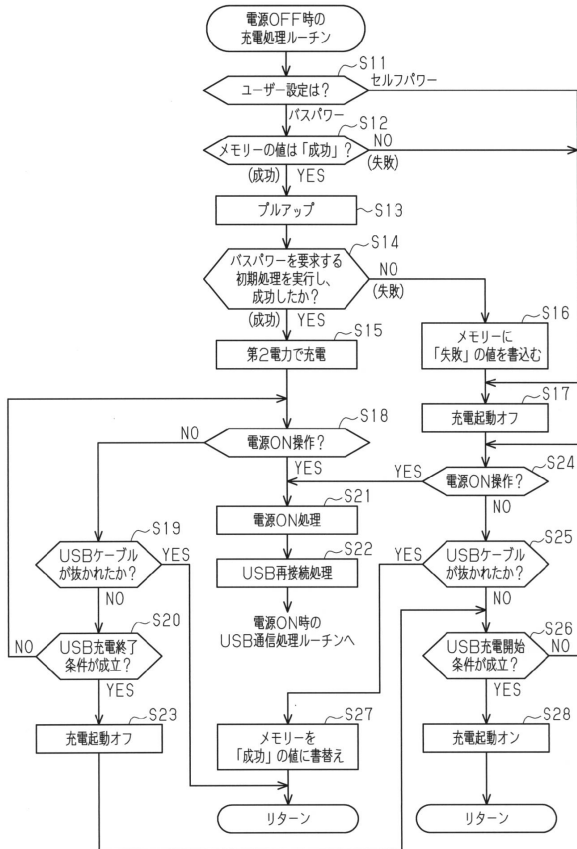 電源OFF時の
充電処理ルーチン
S11
ユーザー設定は?
セルフパワー
バスパワー
S12
メモリーの値は「成功」?
NO
(失敗)
(成功) YES
プルアップ
S13
S14
バスパワーを要求する
初期処理を実行し、
成功したか?
NO
(失敗)
(成功) YES
S15
第2電力で充電
S16
メモリーに
「失敗」の値を書込む
S17
充電起動オフ
S18
電源ON操作?
NO
YES
S24
電源ON操作?
YES
NO
S21
電源ON処理
S22
USB再接続処理
電源ON時の
USB通信処理ルーチンへ
S19
USBケーブル
が抜かれたか?
YES
NO
S25
USBケーブル
が抜かれたか?
YES
NO
S20
USB充電終了
条件が成立?
NO
YES
S26
USB充電開始
条件が成立?
NO
YES
S23
充電起動オフ
S27
メモリーを
「成功」の値に書替え
S28
充電起動オン
リターン
リターン